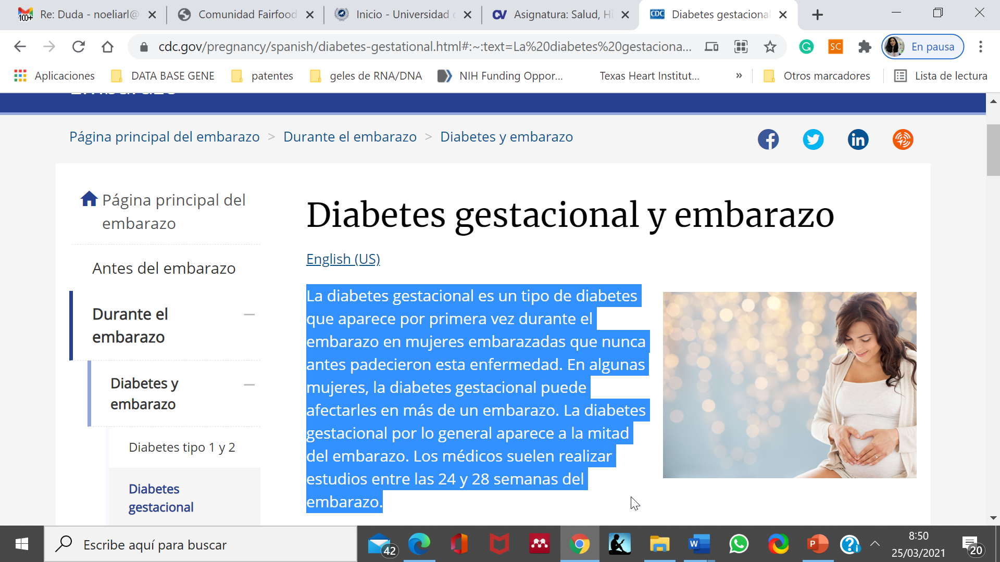 Re: Duda - noeliarl@
Comunidad Fairfood
Inicio - Universidad
Asignatura: Salud, Hi
Diabetes gestacional
cdc.gov/pregnancy/spanish/diabetes-gestational.html#:~:text=La%20diabetes%20gestaciona...
G
SC
En pausa
Aplicaciones
DATA BASE GENE
patentes
geles de RNA/DNA
NIH Funding Oppor...
Texas Heart Institut...
»
Otros marcadores
Lista de lectura
Página principal del embarazo > Durante el embarazo > Diabetes y embarazo
Página principal del
embarazo
Antes del embarazo
Durante el
embarazo
Diabetes y
embarazo
Diabetes tipo 1 y 2
Diabetes
gestacional
Diabetes gestacional y embarazo
English (US)
La diabetes gestacional es un tipo de diabetes
que aparece por primera vez durante el
embarazo en mujeres embarazadas que nunca
antes padecieron esta enfermedad. En algunas
mujeres, la diabetes gestacional puede
afectarles en más de un embarazo. La diabetes
gestacional por lo general aparece a la mitad
del embarazo. Los médicos suelen realizar
estudios entre las 24 y 28 semanas del
embarazo.
Escribe aquí para buscar
42
8:50
25/03/2021
20